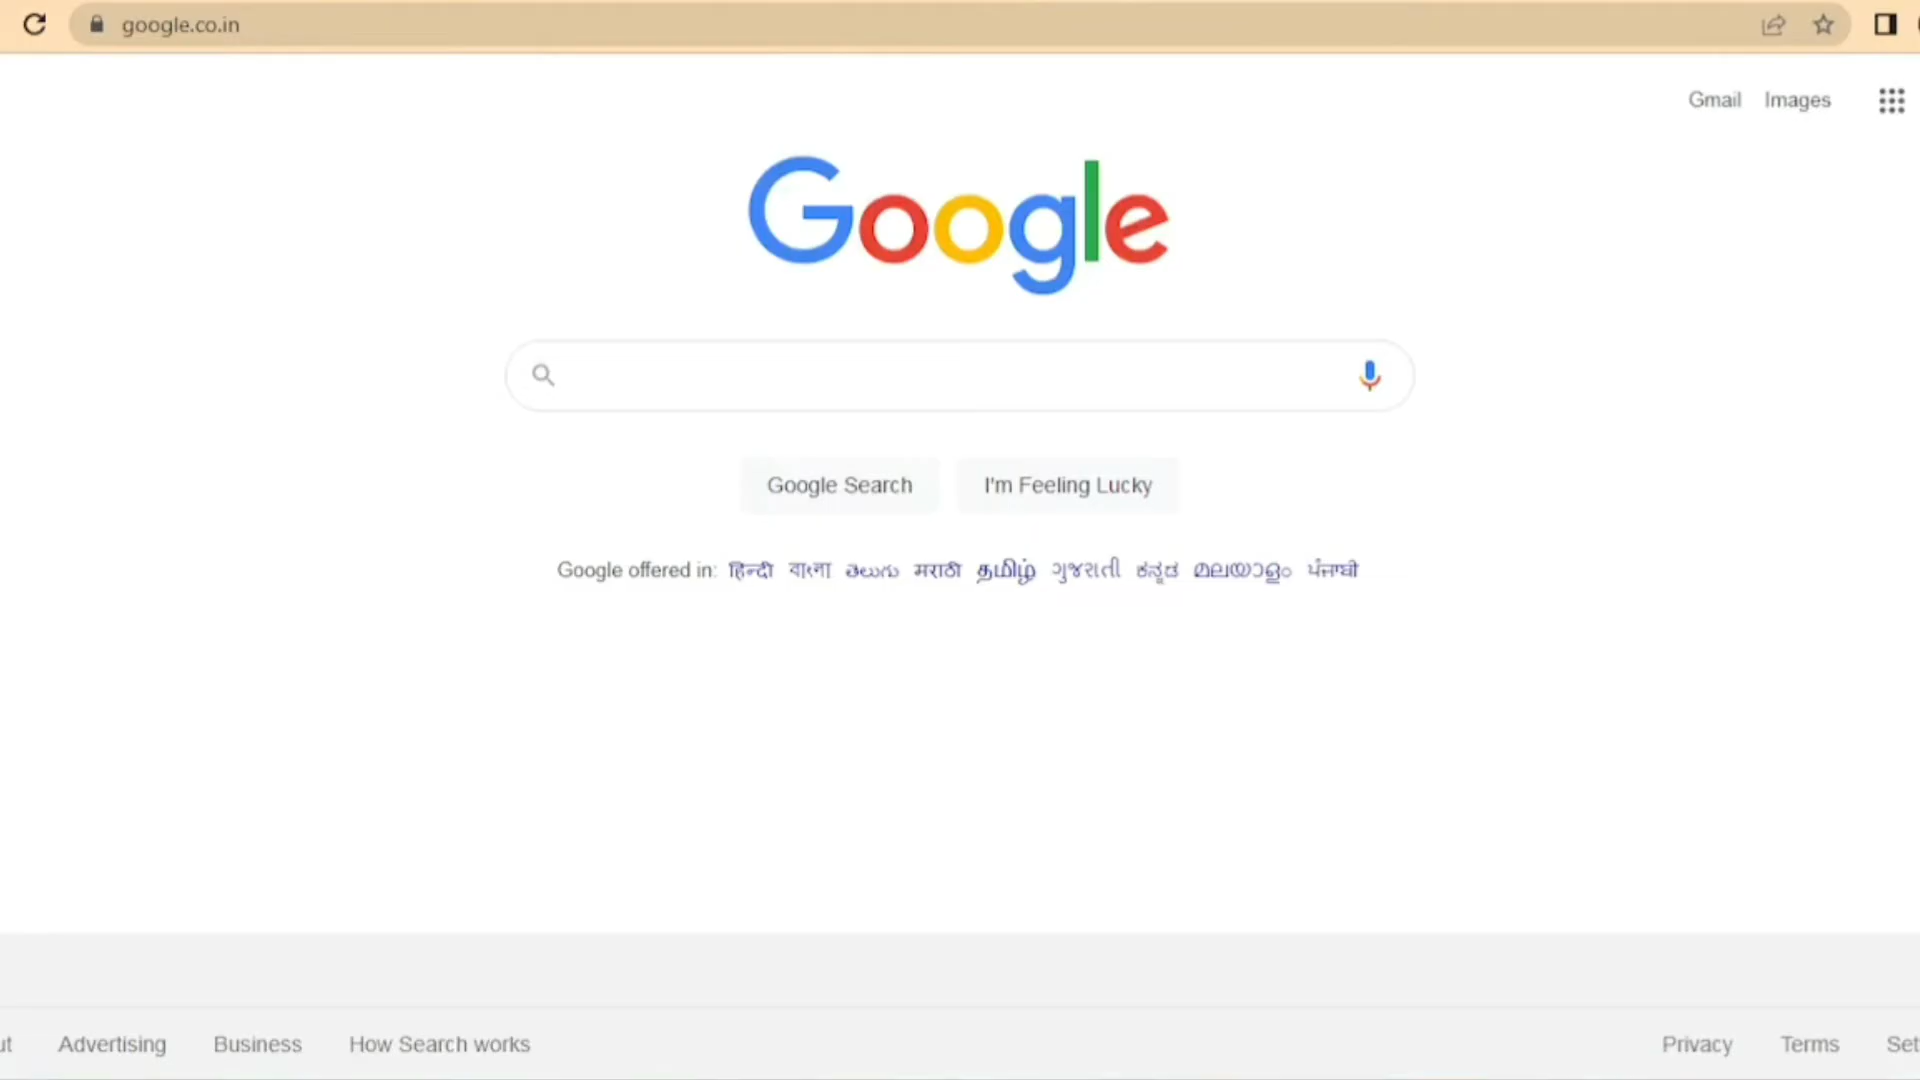 google.co.in
Gmail Images
Google
Google Search I'm Feeling Lucky
Google offered in: हिन्दी বাংলা తెలుగు मराठी தமிழ் ગુજરાતી ಕನ್ನಡ മലയാളം ਪੰਜਾਬੀ
Advertising Business How Search works Privacy Terms